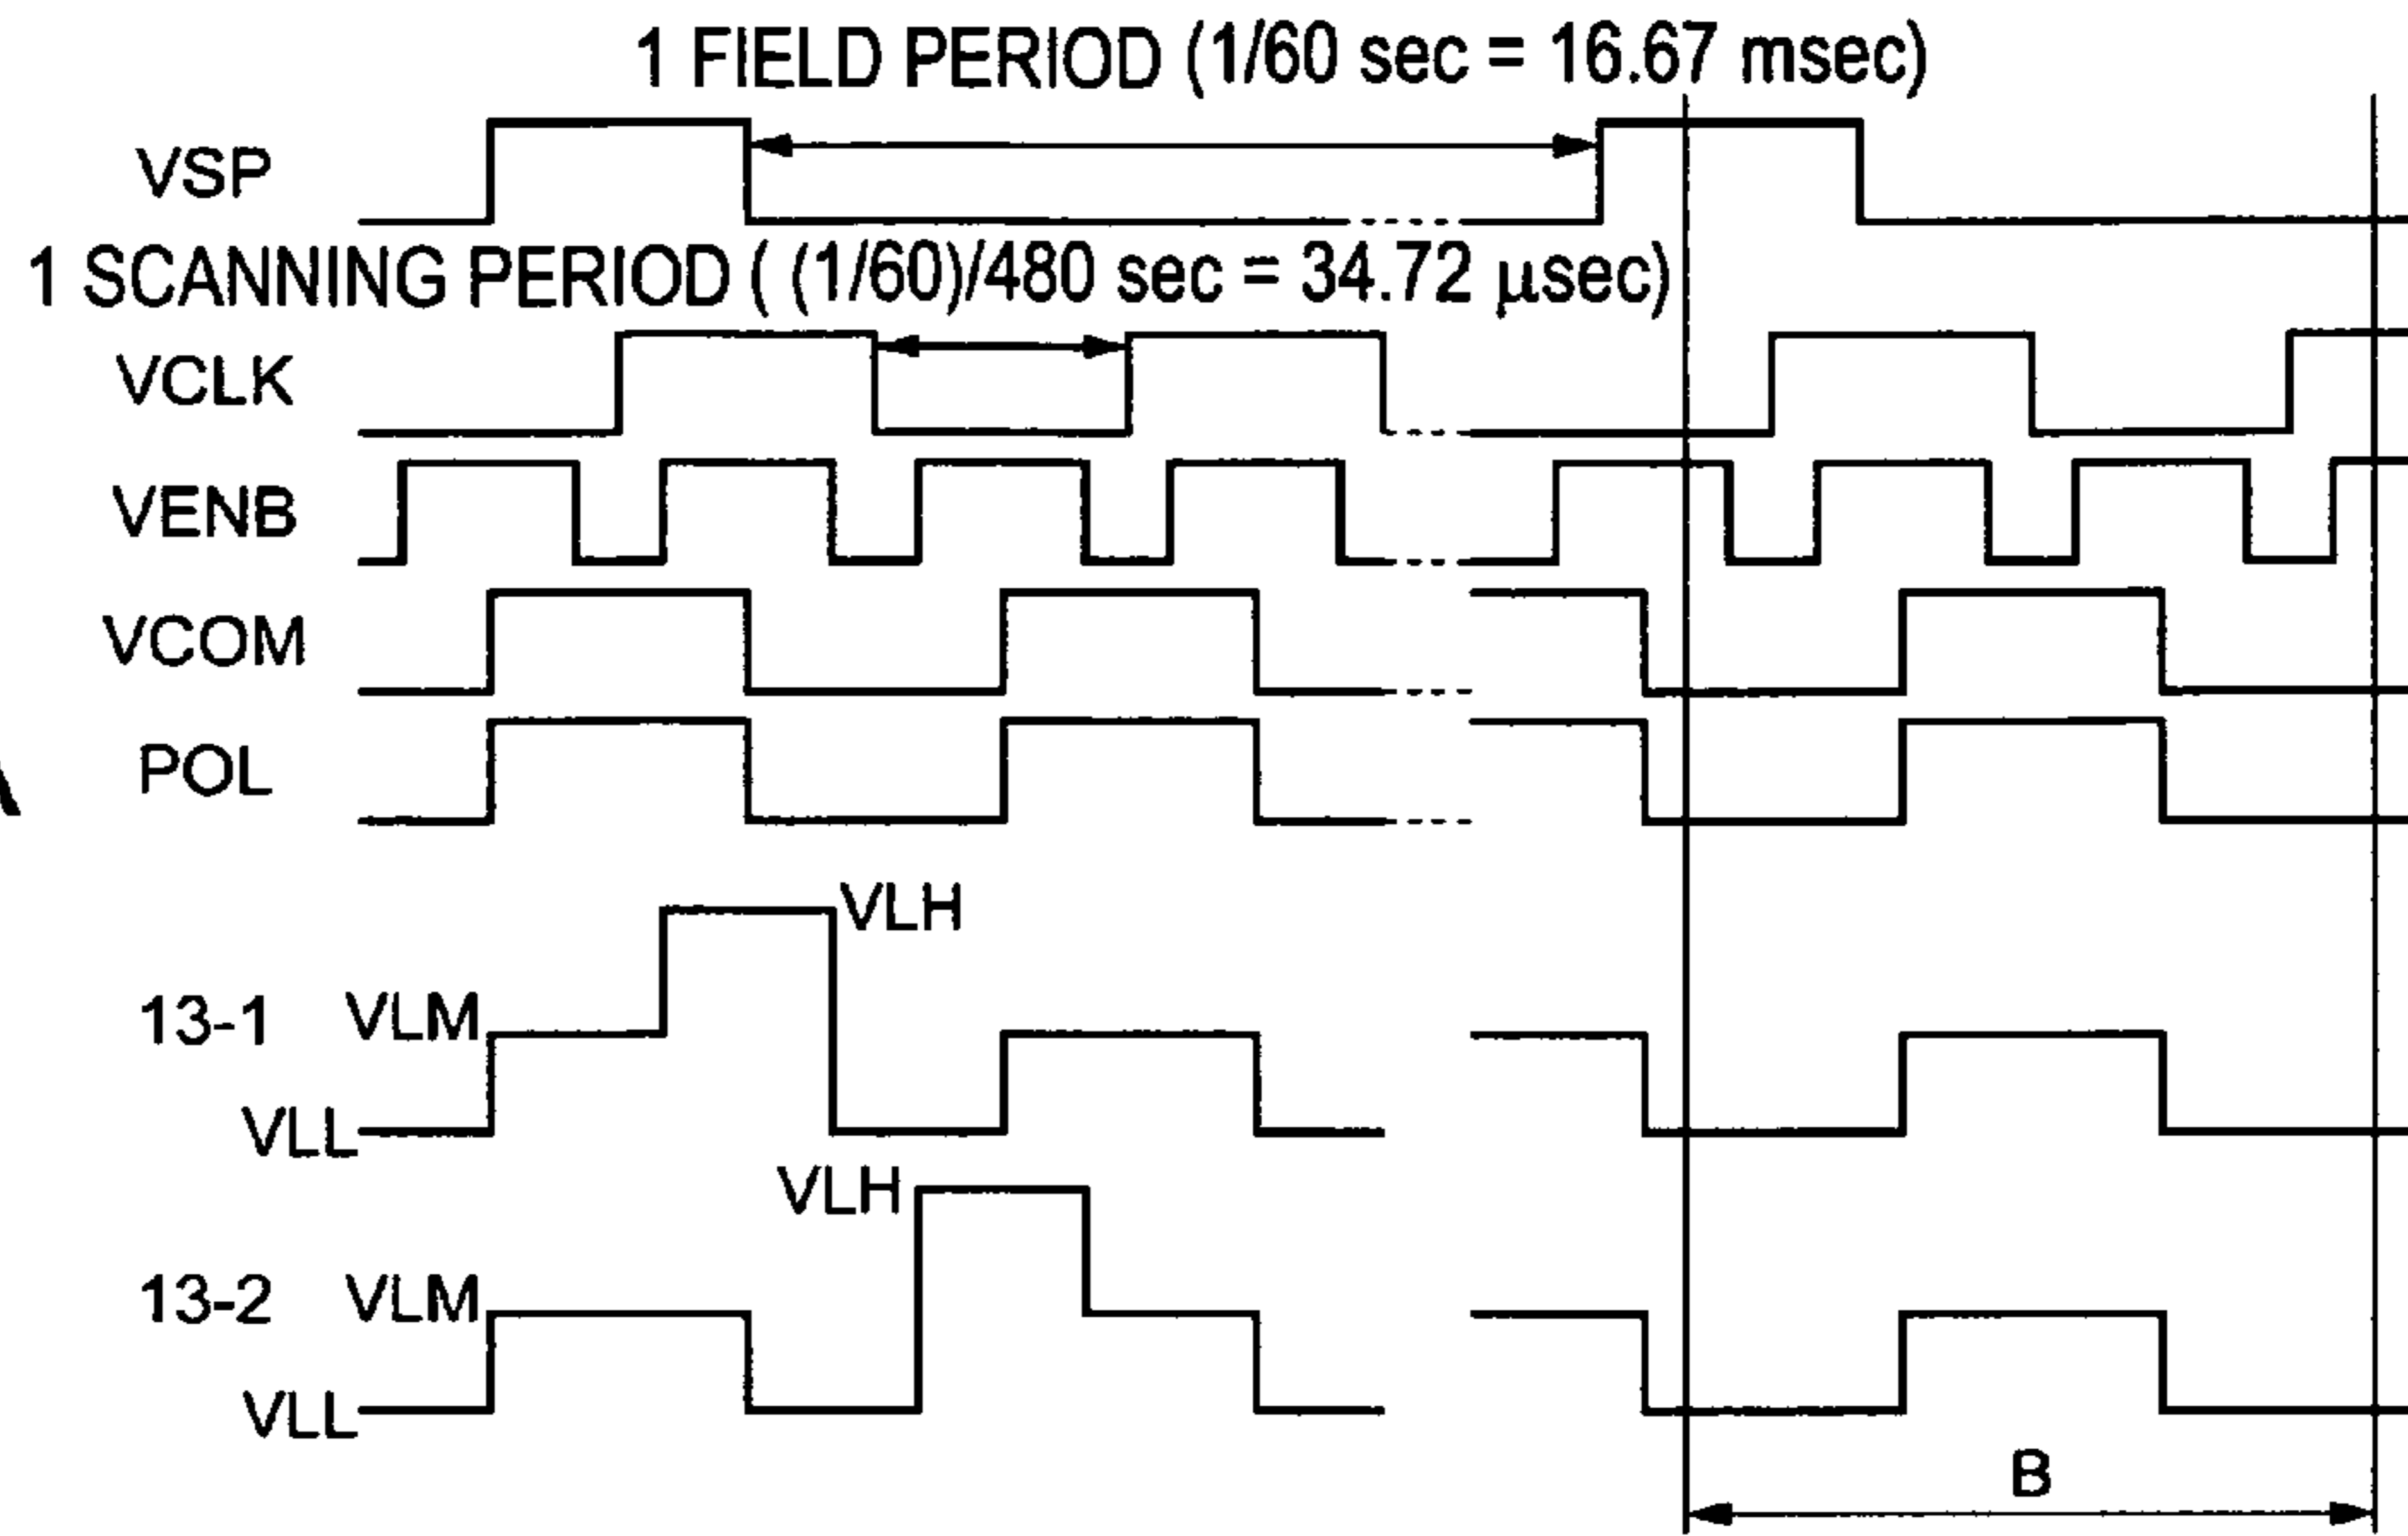 1 FIELD PERIOD (1/60 sec = 16.67 msec)
VSP
1 SCANNING PERIOD ( (1/60)/480 sec = 34.72 μsec)
VCLK
VENB
VCOM
POL
VLH
13-1 VLM
VLL
VLH
13-2 VLM
VLL
B